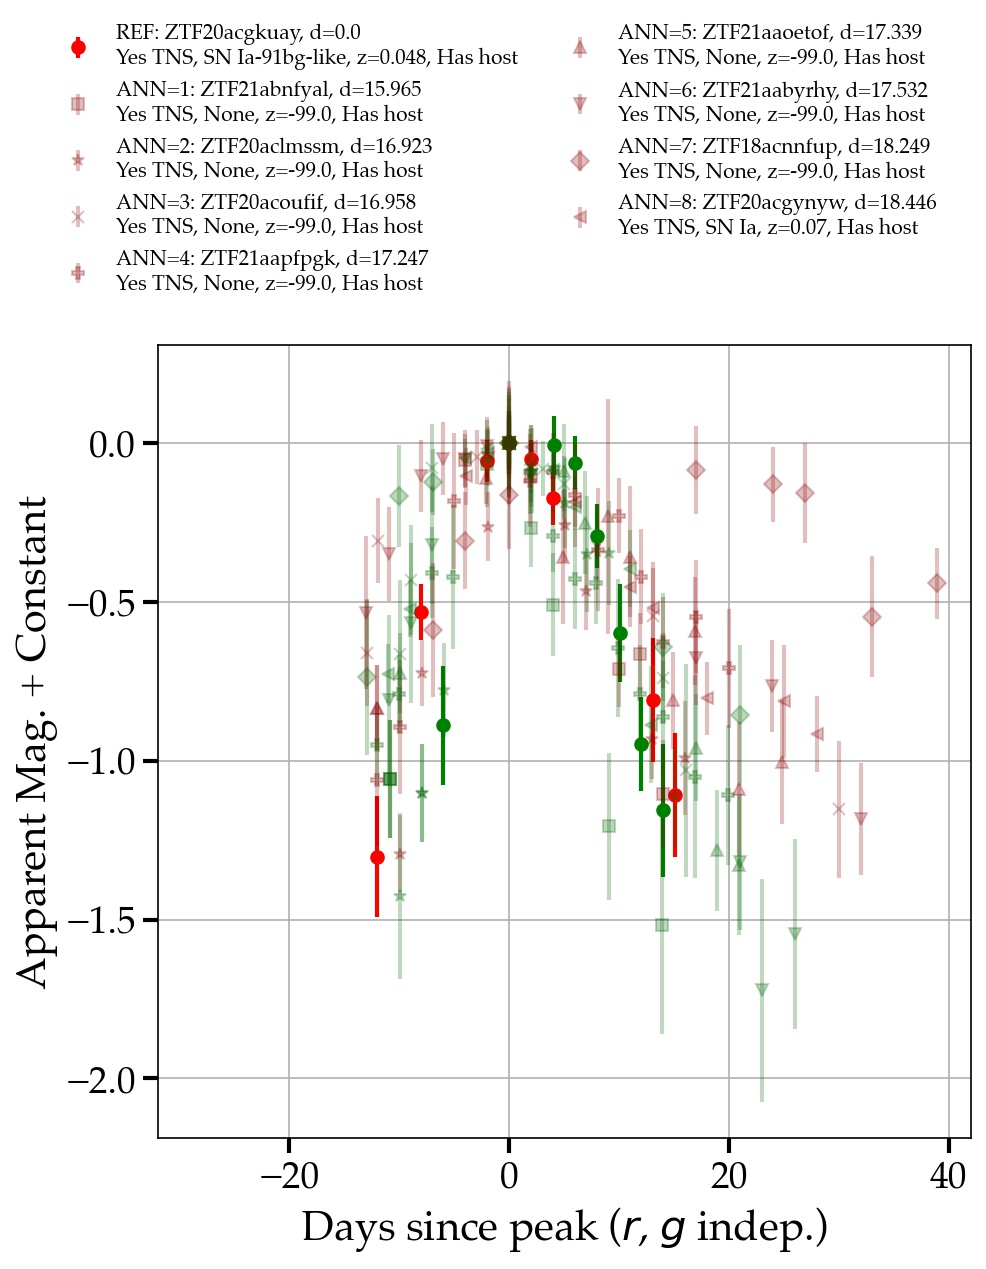 REF: ZTF20acgkuay, d=0.0
Yes TNS, SN Ia-91bg-like, z=0.048, Has host
ANN=1: ZTF21abnfyal, d=15.965
Yes TNS, None, z=-99.0, Has host
ANN=2: ZTF20aclmssm, d=16.923
Yes TNS, None, z=-99.0, Has host
ANN=3: ZTF20acoufif, d=16.958
Yes TNS, None, z=-99.0, Has host
ANN=4: ZTF21aapfpgk, d=17.247
Yes TNS, None, z=-99.0, Has host
ANN=5: ZTF21aaoetof, d=17.339
Yes TNS, None, z=-99.0, Has host
ANN=6: ZTF21aabyrhy, d=17.532
Yes TNS, None, z=-99.0, Has host
ANN=7: ZTF18acnnfup, d=18.249
Yes TNS, None, z=-99.0, Has host
ANN=8: ZTF20acgynyw, d=18.446
Yes TNS, SN Ia, z=0.07, Has host
Apparent Mag. + Constant
0.0
−0.5
−1.0
−1.5
−2.0
−20
0
20
40
Days since peak (r, g indep.)